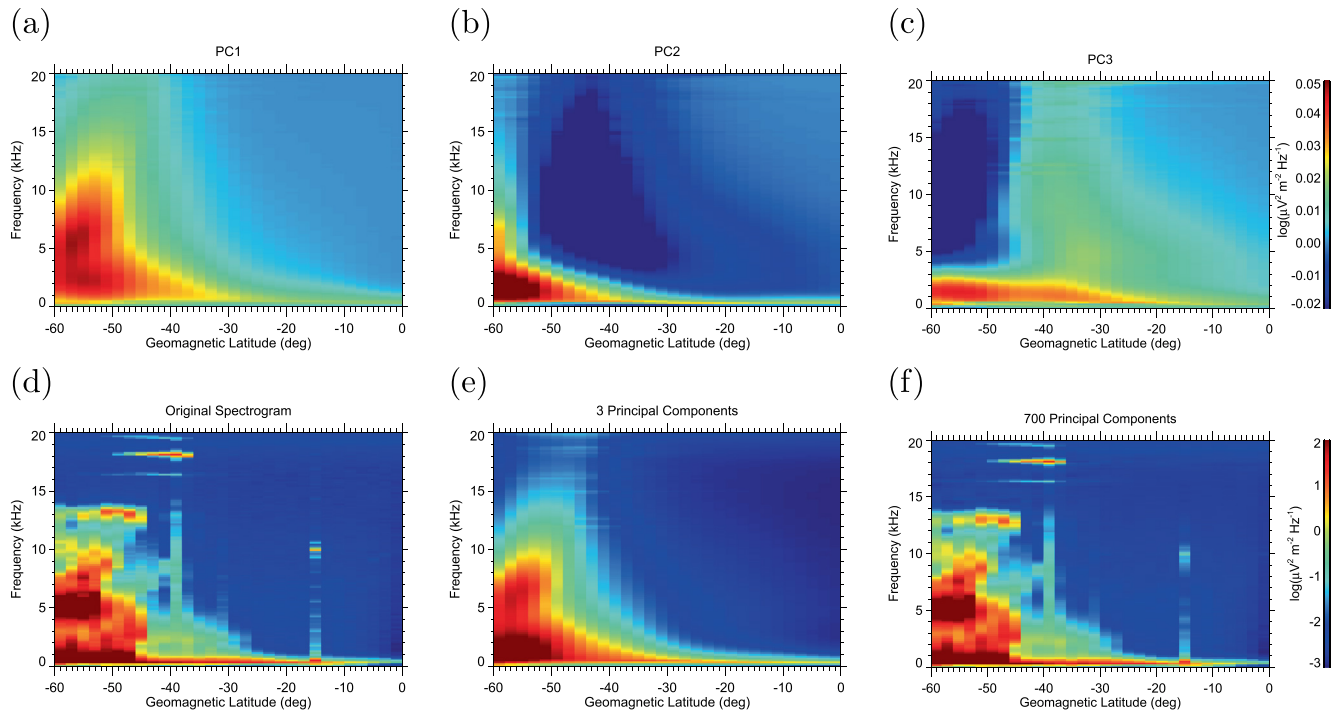 (a)
PC1
20
15
10
5
0
Frequency (kHz)
-60 -50 -40 -30 -20 -10 0
Geomagnetic Latitude (deg)
(b)
PC2
20
15
10
5
0
Frequency (kHz)
-60 -50 -40 -30 -20 -10 0
Geomagnetic Latitude (deg)
(c)
PC3
20
15
10
5
0
Frequency (kHz)
-60 -50 -40 -30 -20 -10 0
Geomagnetic Latitude (deg)
0.05
0.04
0.03
0.02
0.01
0.00
-0.01
-0.02
log(μV² m⁻² Hz⁻¹)
(d)
Original Spectrogram
20
15
10
5
0
Frequency (kHz)
-60 -50 -40 -30 -20 -10 0
Geomagnetic Latitude (deg)
(e)
3 Principal Components
20
15
10
5
0
Frequency (kHz)
-60 -50 -40 -30 -20 -10 0
Geomagnetic Latitude (deg)
(f)
700 Principal Components
20
15
10
5
0
Frequency (kHz)
-60 -50 -40 -30 -20 -10 0
Geomagnetic Latitude (deg)
2
1
0
-1
-2
-3
log(μV² m⁻² Hz⁻¹)